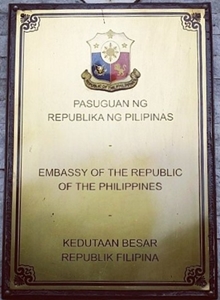 PASUGUAN NG
REPUBLIKA NG PILIPINAS
-
EMBASSY OF THE REPUBLIC
OF THE PHILIPPINES
-
KEDUTAAN BESAR
REPUBLIK FILIPINA